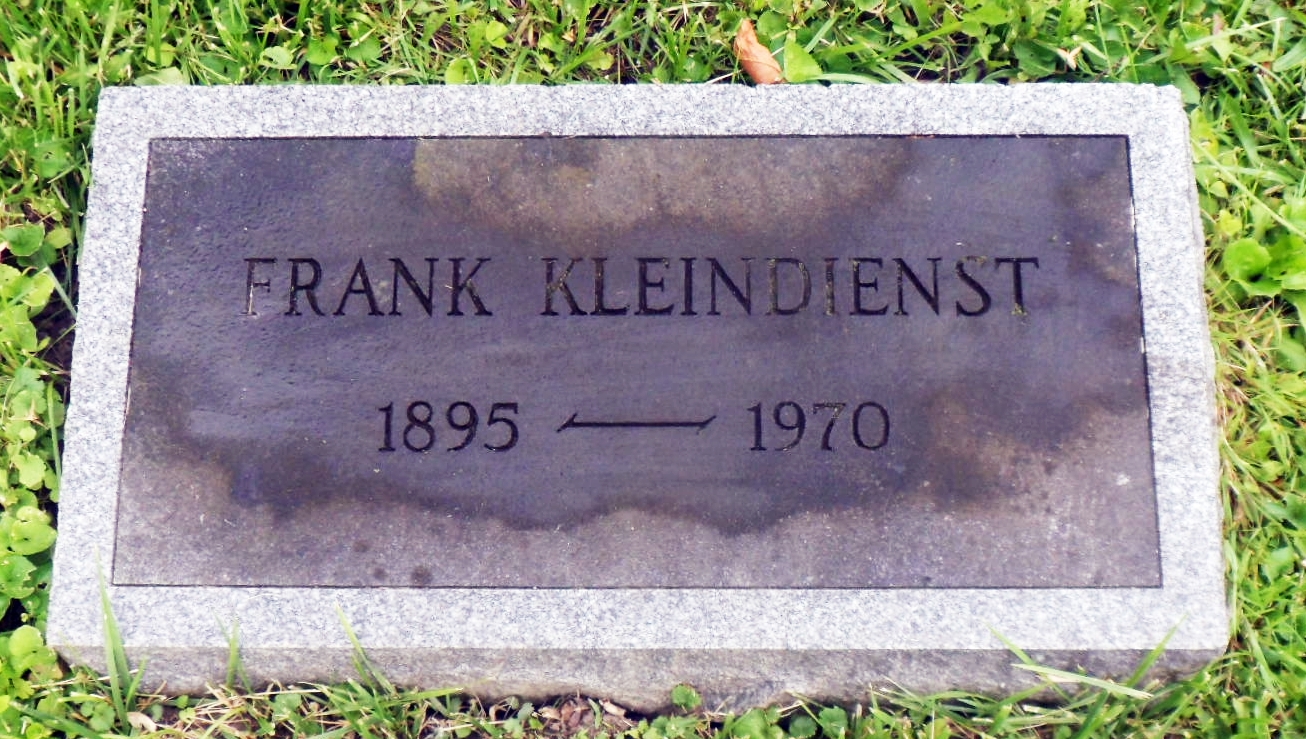 FRANK KLEINDIENST
1895 — 1970